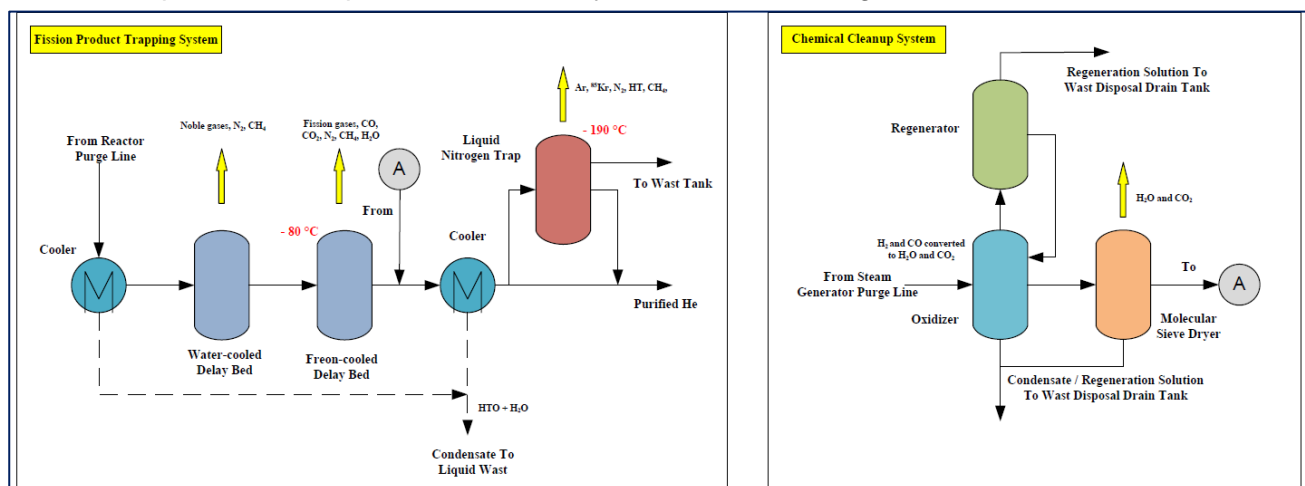 Fission Product Trapping System
From Reactor
Purge Line
Cooler
Noble gases, N₂, CH₄
Water-cooled
Delay Bed
- 80 °C
Fission gases, CO,
CO₂, N₂, CH₄, H₂O
Freon-cooled
Delay Bed
A
From
Cooler
Liquid
Nitrogen Trap
Ar, ⁸⁵Kr, N₂, HT, CH₄,
- 190 °C
To Wast Tank
Purified He
HTO + H₂O
Condensate To
Liquid Wast
Chemical Cleanup System
Regeneration Solution To
Wast Disposal Drain Tank
Regenerator
H₂ and CO converted
to H₂O and CO₂
From Steam
Generator Purge Line
Oxidizer
H₂O and CO₂
To
A
Molecular
Sieve Dryer
Condensate / Regeneration Solution
To Wast Disposal Drain Tank